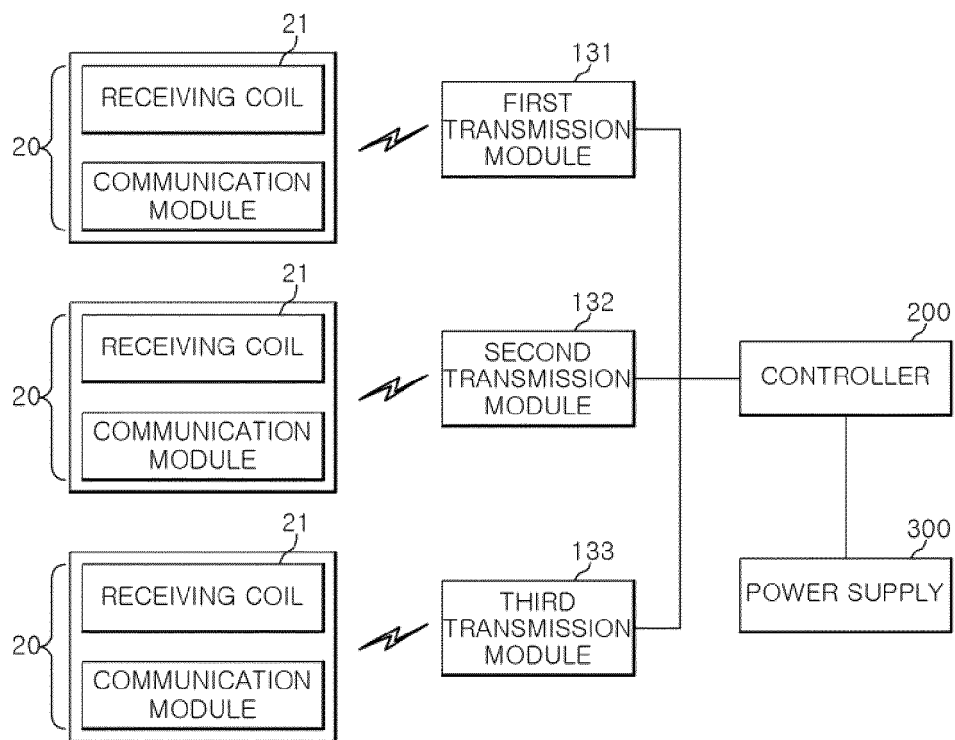 21
131
RECEIVING COIL
FIRST
TRANSMISSION
MODULE
20
COMMUNICATION
MODULE
21
132
200
RECEIVING COIL
SECOND
TRANSMISSION
MODULE
CONTROLLER
20
COMMUNICATION
MODULE
21
133
300
RECEIVING COIL
THIRD
TRANSMISSION
MODULE
POWER SUPPLY
20
COMMUNICATION
MODULE